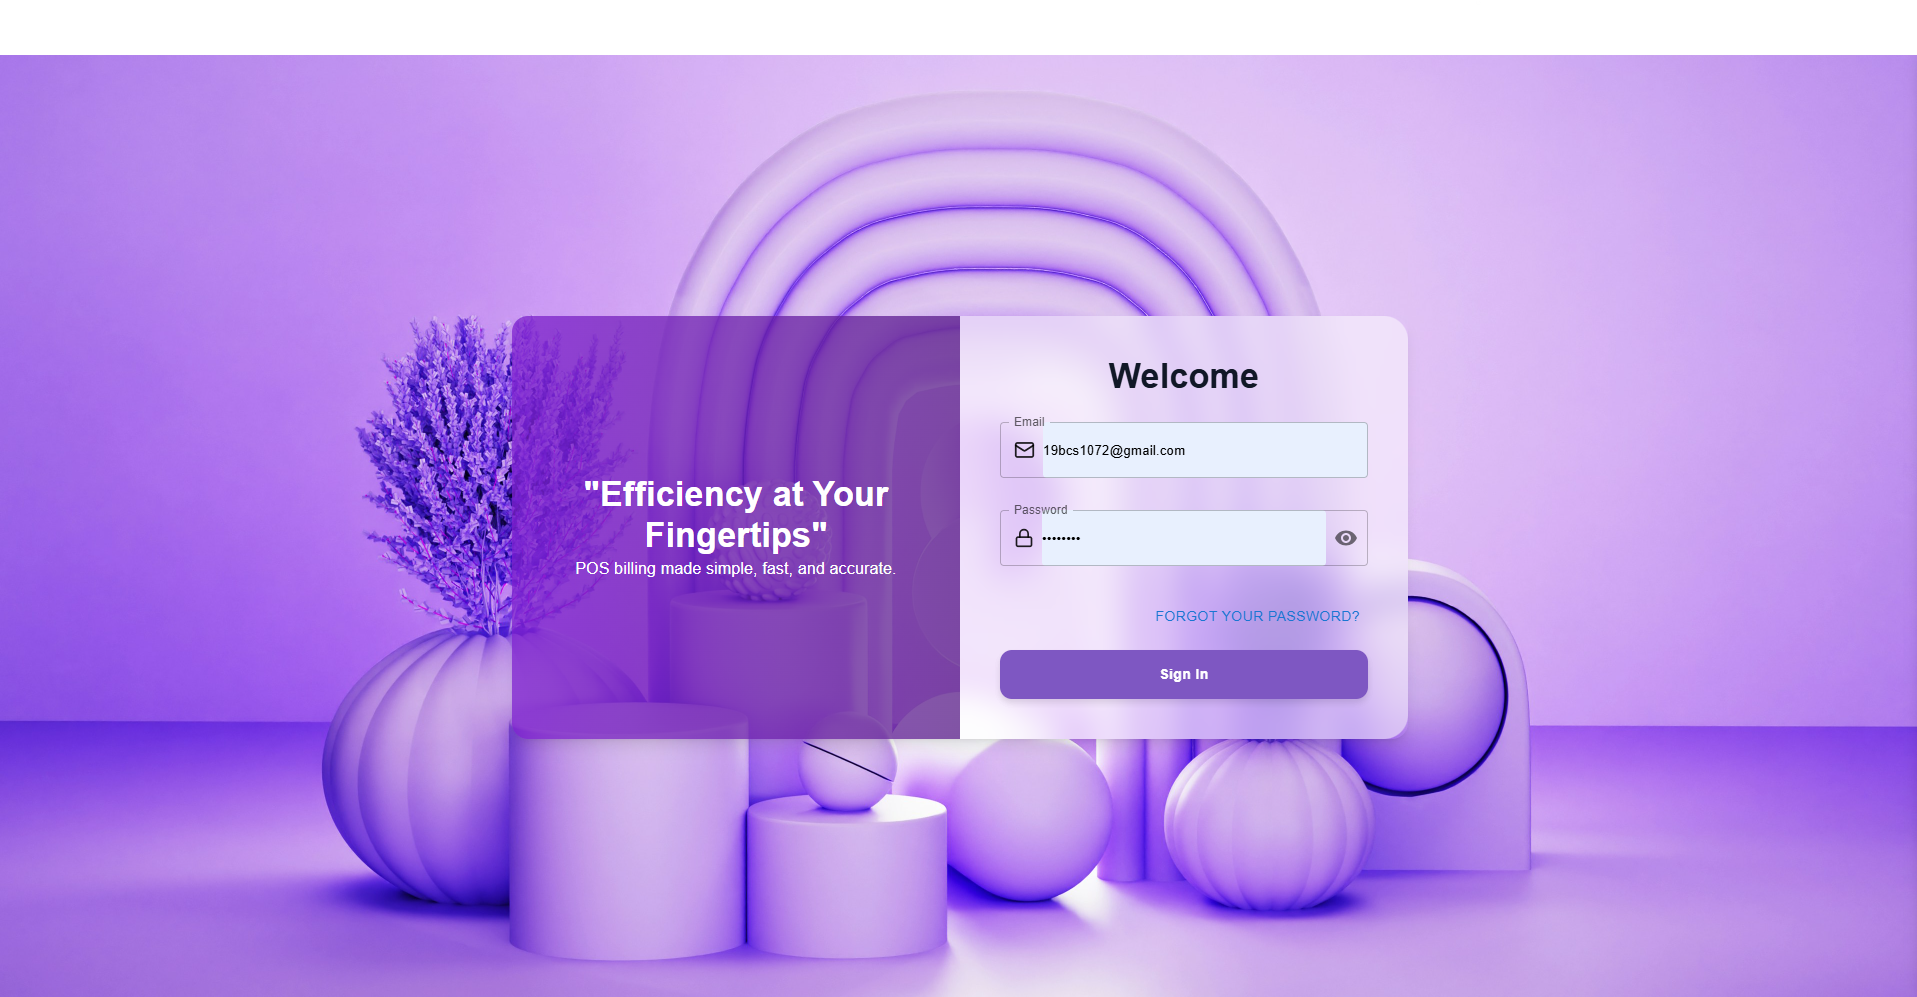 "Efficiency at Your
Fingertips"
POS billing made simple, fast, and accurate.
Welcome
Email
19bcs1072@gmail.com
Password
••••••••
FORGOT YOUR PASSWORD?
Sign In